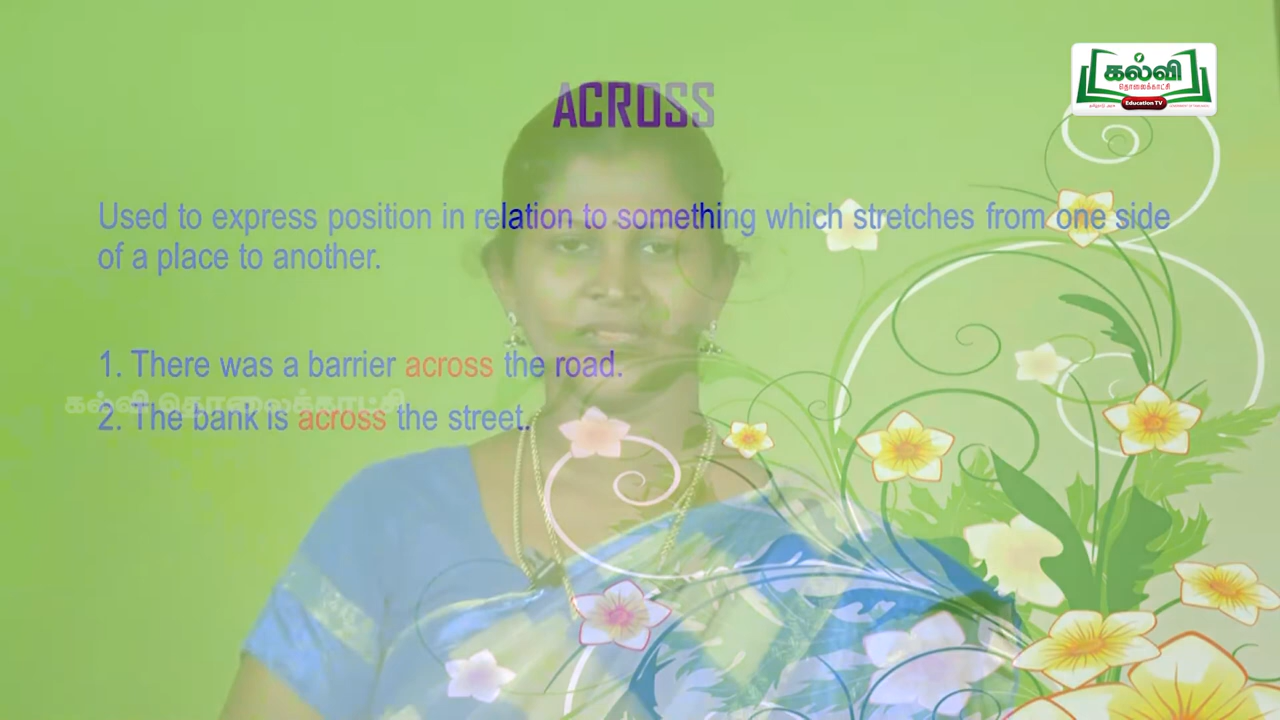 கல்வி
தொலைக்காட்சி
Education TV
ACROSS
Used to express position in relation to something which stretches from one side
of a place to another.
1. There was a barrier across the road.
கல்வி தொலைக்காட்சி
2. The bank is across the street.